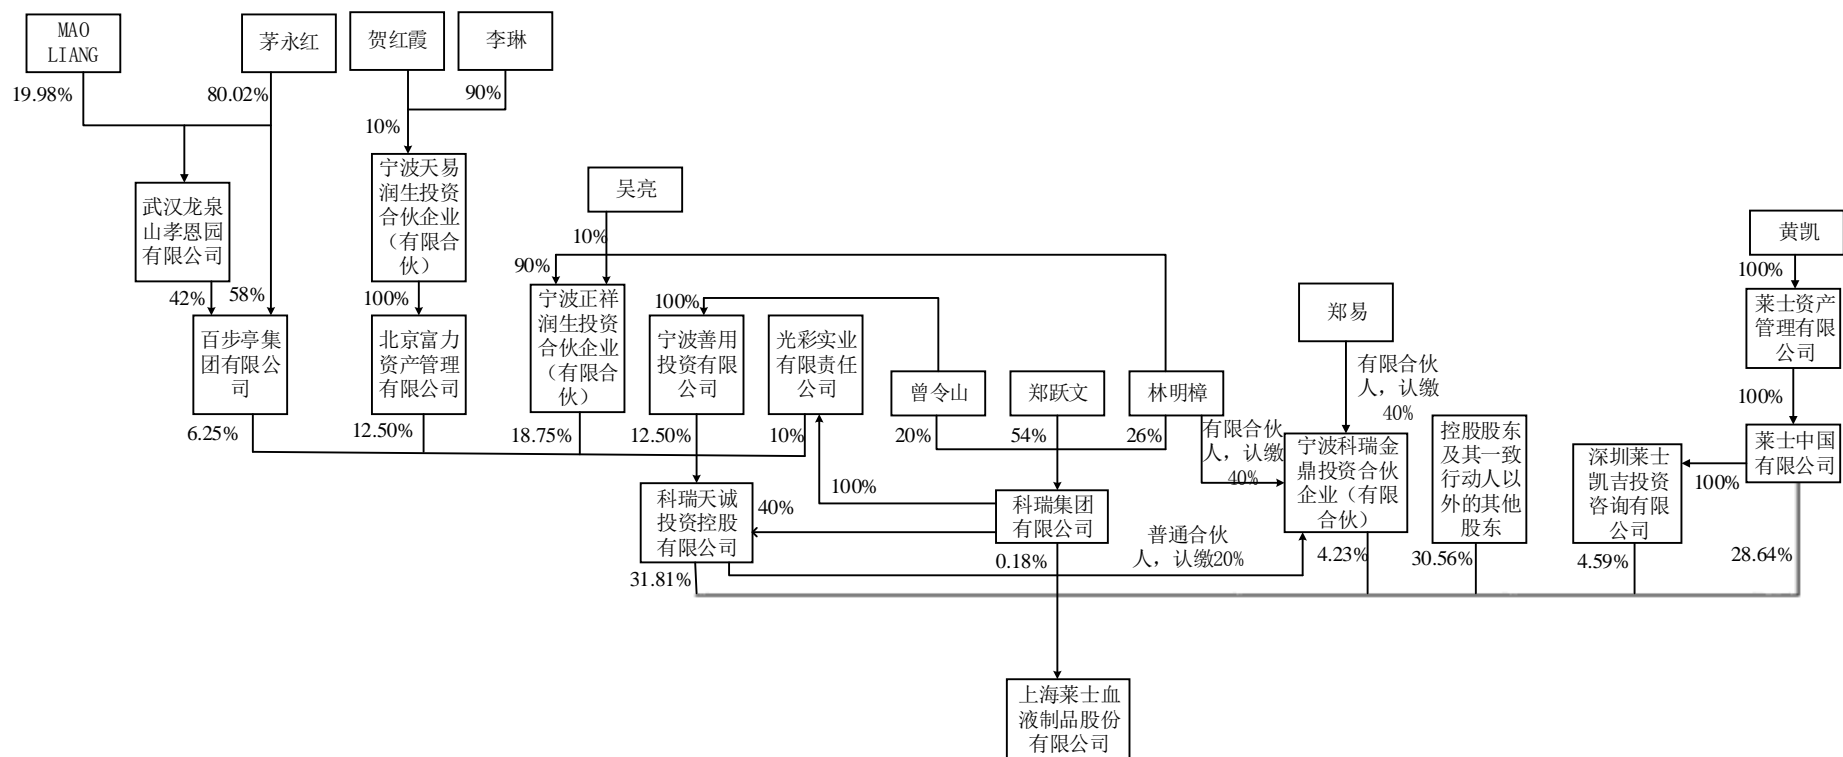 MAO
LIANG
茅永红
贺红霞
李琳
19.98%
80.02%
90%
10%
宁波天易
润生投资
合伙企业
（有限合
伙）
武汉龙泉
山孝恩园
有限公司
吴亮
10%
90%
黄凯
100%
42%
58%
100%
百步亭集
团有限公
司
北京富力
资产管理
有限公司
宁波正祥
润生投资
合伙企业
（有限合
伙）
100%
宁波善用
投资有限
公司
光彩实业
有限责任
公司
曾令山
郑跃文
林明樟
郑易
莱士资产
管理有限
公司
有限合伙
人，认缴
40%
100%
6.25%
12.50%
18.75%
12.50%
10%
20%
54%
26%
有限合伙
人，认缴
40%
宁波科瑞金
鼎投资合伙
企业（有限
合伙）
控股股东
及其一致
行动人以
外的其他
股东
深圳莱士
凯吉投资
咨询有限
公司
莱士中国
有限公司
100%
100%
40%
科瑞天诚
投资控股
有限公司
科瑞集团
有限公司
普通合伙
人，认缴20%
31.81%
0.18%
4.23%
30.56%
4.59%
28.64%
上海莱士血
液制品股份
有限公司